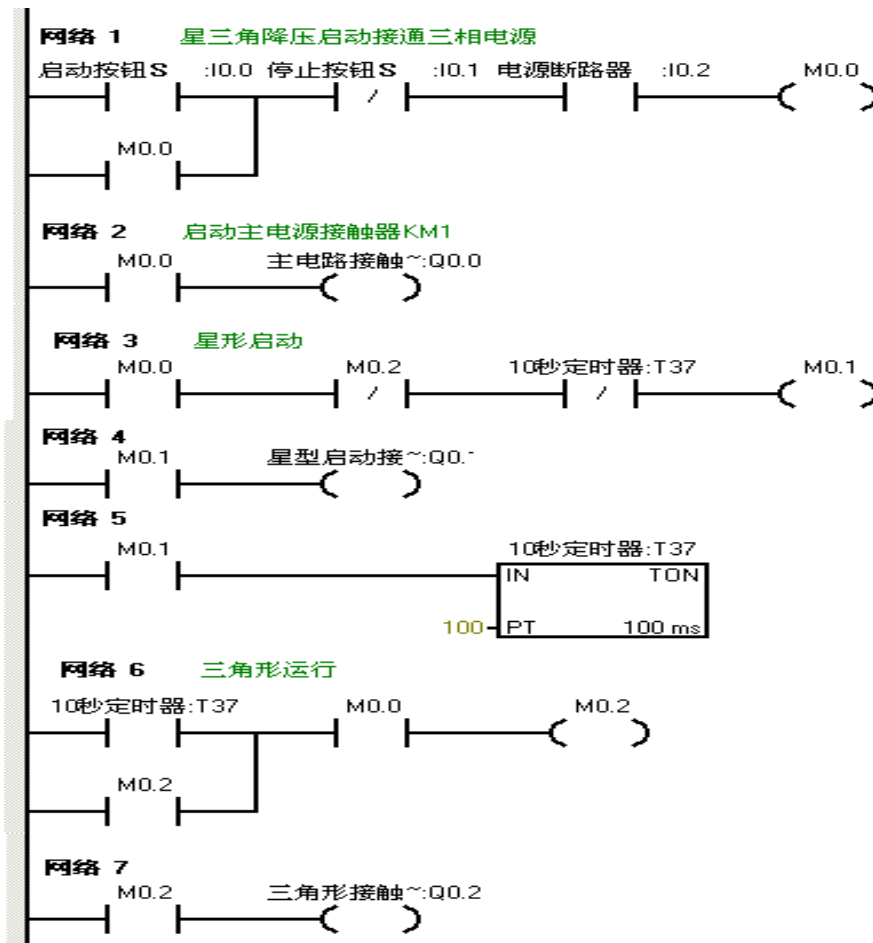 网络 1 星三角降压启动接通三相电源
启动按钮S :I0.0 停止按钮S :I0.1 电源断路器 :I0.2 M0.0
M0.0
网络 2 启动主电源接触器KM1
M0.0 主电路接触~:Q0.0
网络 3 星形启动
M0.0 M0.2 10秒定时器:T37 M0.1
网络 4
M0.1 星型启动接~:Q0.
网络 5
M0.1 10秒定时器:T37
IN TON
100 PT 100 ms
网络 6 三角形运行
10秒定时器:T37 M0.0 M0.2
M0.2
网络 7
M0.2 三角形接触~:Q0.2